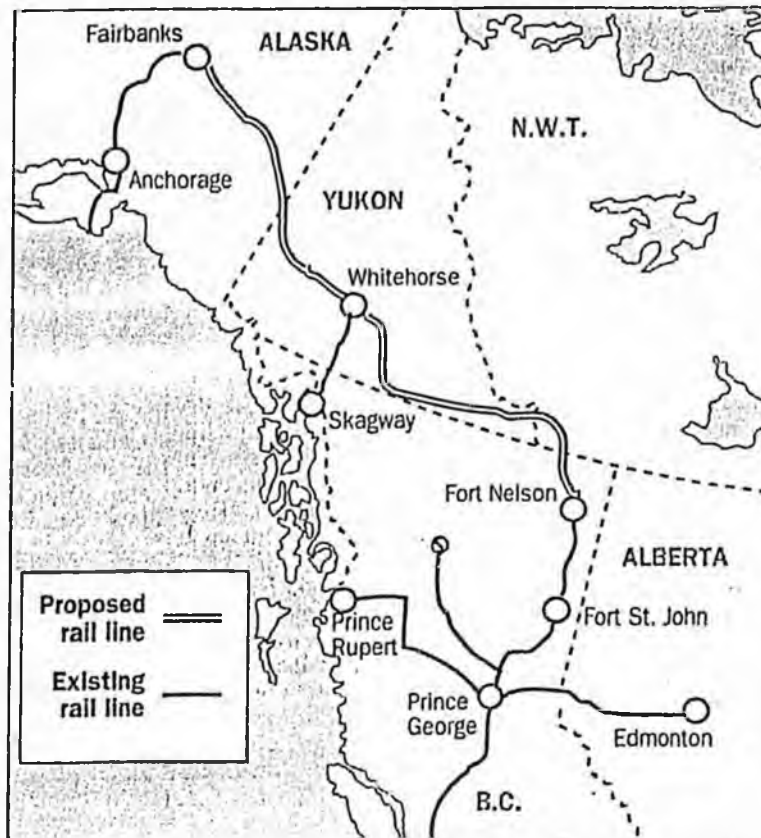 Fairbanks
ALASKA
N.W.T.
Anchorage
YUKON
Whitehorse
Skagway
Fort Nelson
ALBERTA
Proposed
rail line
Existing
rail line
Prince
Rupert
Fort St. John
Prince
George
Edmonton
B.C.